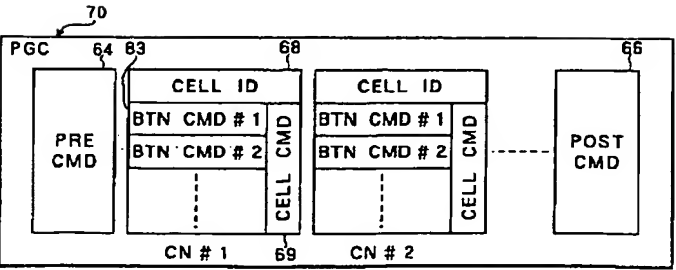 70
PGC
64
83
68
66
PRE CMD
CELL ID
BTN CMD # 1
BTN CMD # 2
CELL CMD
CELL ID
BTN CMD # 1
BTN CMD # 2
CELL CMD
POST CMD
CN # 1
69
CN # 2